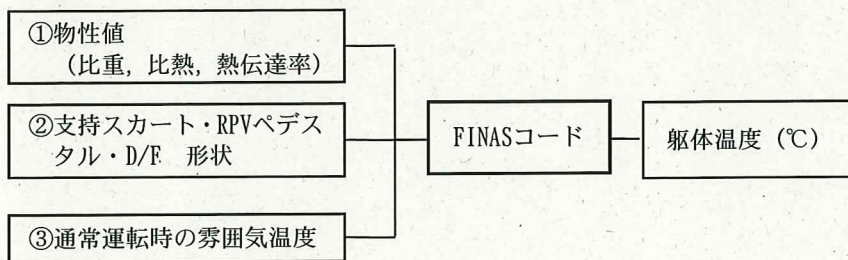 ①物性値
（比重，比熱，熱伝達率）
②支持スカート・RPVペデス
タル・D/F 形状
③通常運転時の雰囲気温度
FINASコード
躯体温度（℃）